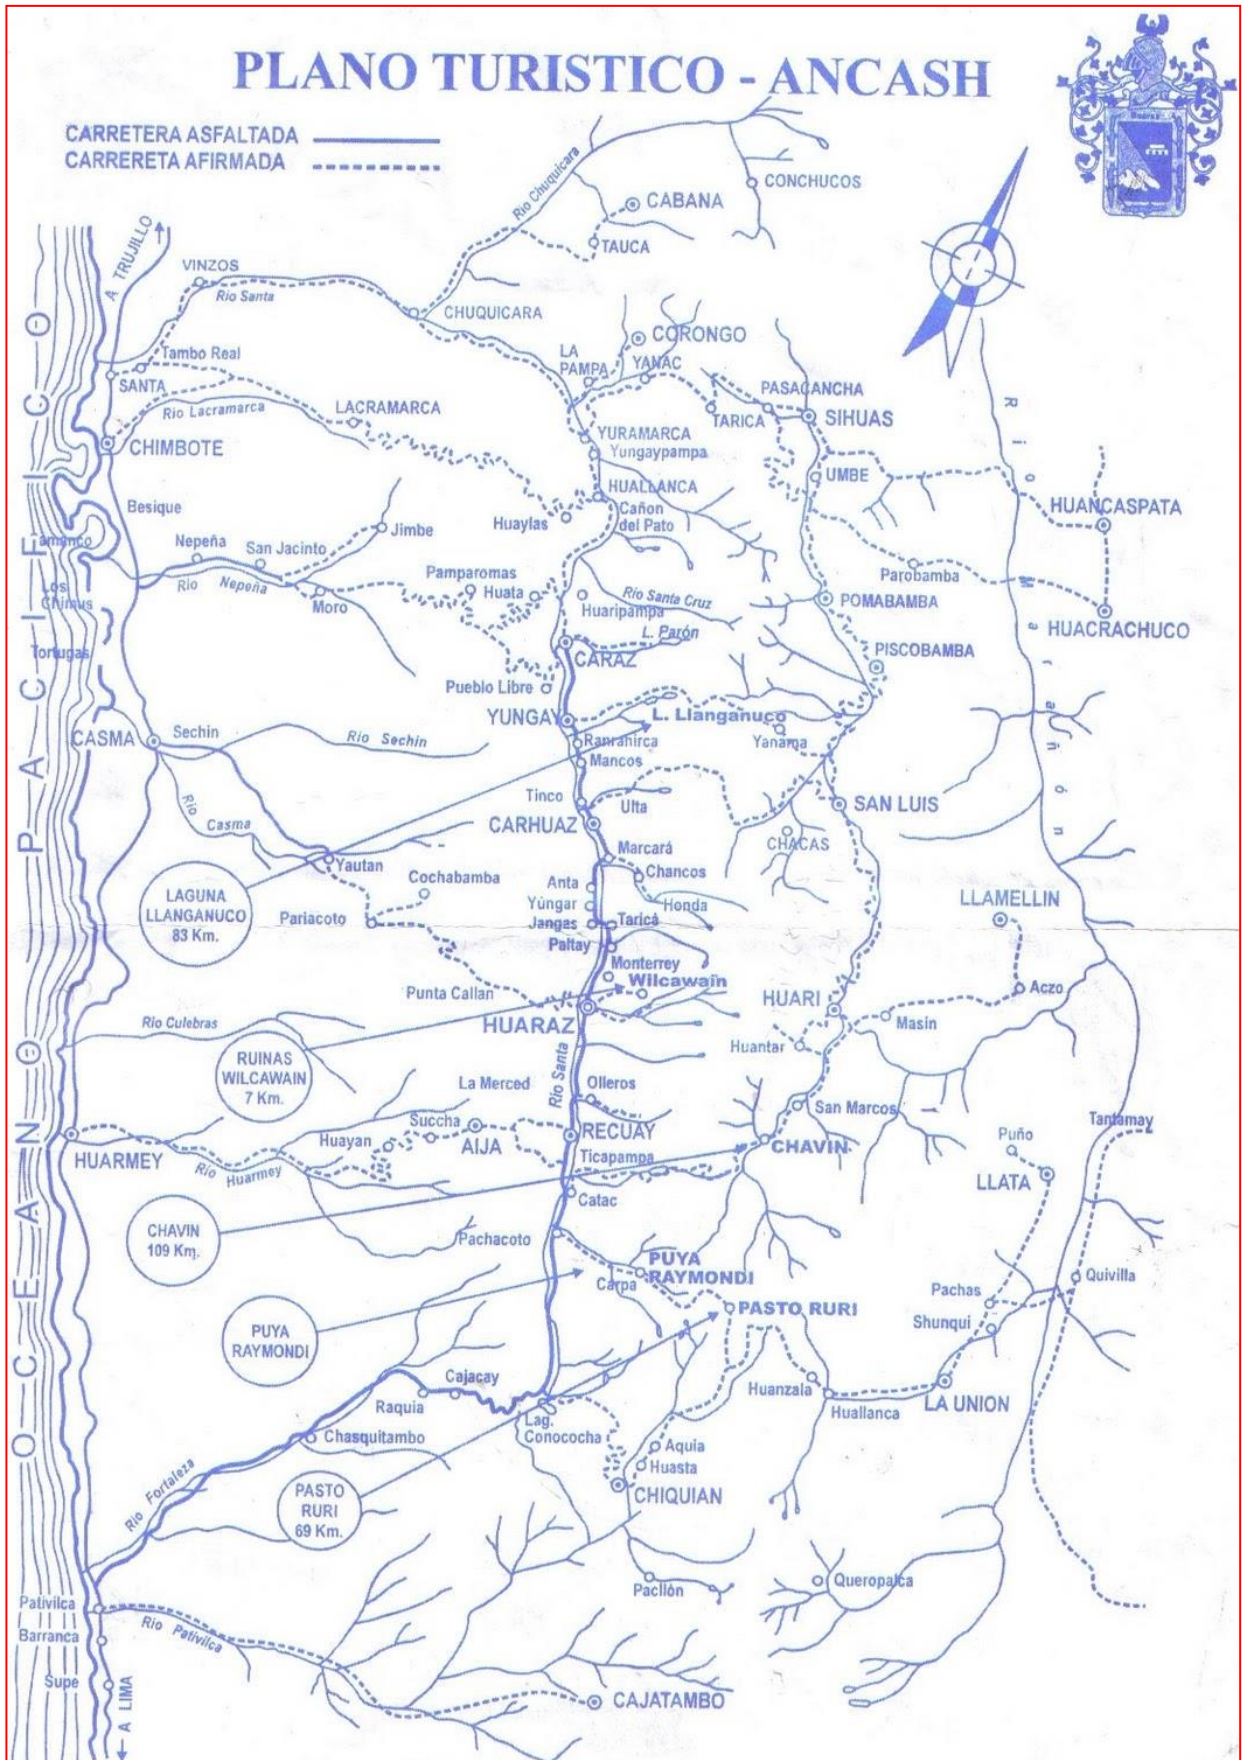 PLANO TURISTICO - ANCASH
CARRETERA ASFALTADA
CARRERETA AFIRMADA
A TRUJILLO
Rio Chuquicara
CONCHUCOS
CABANA
TAUCA
VINZOS
Rio Santa
CHUQUICARA
CORONGO
LA
PAMPA
YANAC
Tambo Real
SANTA
PASACANCHA
TARICA
SIHUAS
Rio Lacramarca
LACRAMARCA
CHIMBOTE
YURAMARCA
Yungaypampa
UMBE
HUALLANCA
HUANCASPATA
Besique
Huaylas
Cañon
del Pato
Jimbe
Nepeña
San Jacinto
Rio Nepeña
Moro
Los
Chimus
Tortugas
Pamparomas
Huata
Huaripampa
Rio Santa Cruz
Parobamba
POMABAMBA
HUACRACHUCO
Rio Marañón
L. Parón
CARAZ
PISCOBAMBA
Pueblo Libre
YUNGAY
L. Llanganuco
Yanama
CASMA
Sechin
Rio Sechin
Ranrahirca
Mancos
Tinco
Ulta
SAN LUIS
Rio
Casma
CARHUAZ
CHACAS
Yautan
Marcará
Chancos
LAGUNA
LLANGANUCO
83 Km.
Cochabamba
Anta
Yúngar
Honda
LLAMELLIN
Pariacoto
Jangas
Taricá
Paltay
Monterrey
Wilcawain
Punta Callan
HUARAZ
HUARI
Aczo
Masin
Rio Culebras
Huantar
RUINAS
WILCAWAIN
7 Km.
Rio Santa
La Merced
Olleros
San Marcos
Succha
Huayan
AIJA
RECUAY
CHAVIN
Puño
Tantamay
HUARMEY
Rio Huarmey
Ticapampa
LLATA
Catac
CHAVIN
109 Km.
Pachacoto
PUYA
RAYMONDI
Carpa
Quivilla
Pachas
PASTO RURI
Shunqui
PUYA
RAYMONDI
Cajacay
Raquia
Huanzala
Huallanca
LA UNION
Lag.
Conococha
Chasquitambo
Aquia
Huasta
CHIQUIAN
Rio Fortaleza
PASTO
RURI
69 Km.
Pacllón
Queropalca
Pativilca
Rio Pativilca
Barranca
Supe
CAJATAMBO
A LIMA
OCEANO PACIFICO